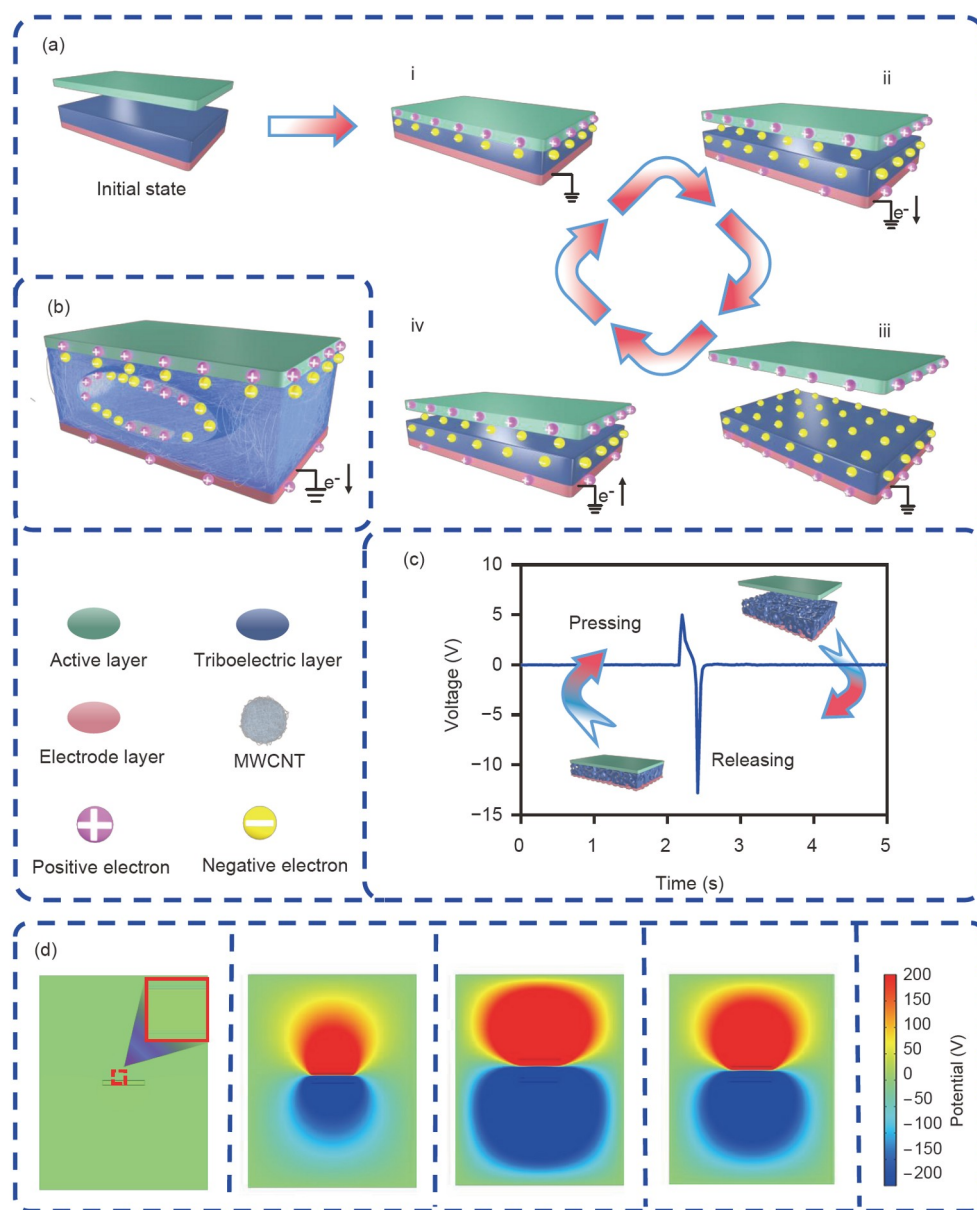 (a)
i
ii
Initial state
e- ↓
(b)
iv
iii
e- ↓
e- ↑
(c)
Active layer
Triboelectric layer
Electrode layer
MWCNT
Positive electron
Negative electron
10
5
0
−5
−10
−15
Voltage (V)
Pressing
Releasing
0
1
2
3
4
5
Time (s)
(d)
200
150
100
50
0
−50
−100
−150
−200
Potential (V)